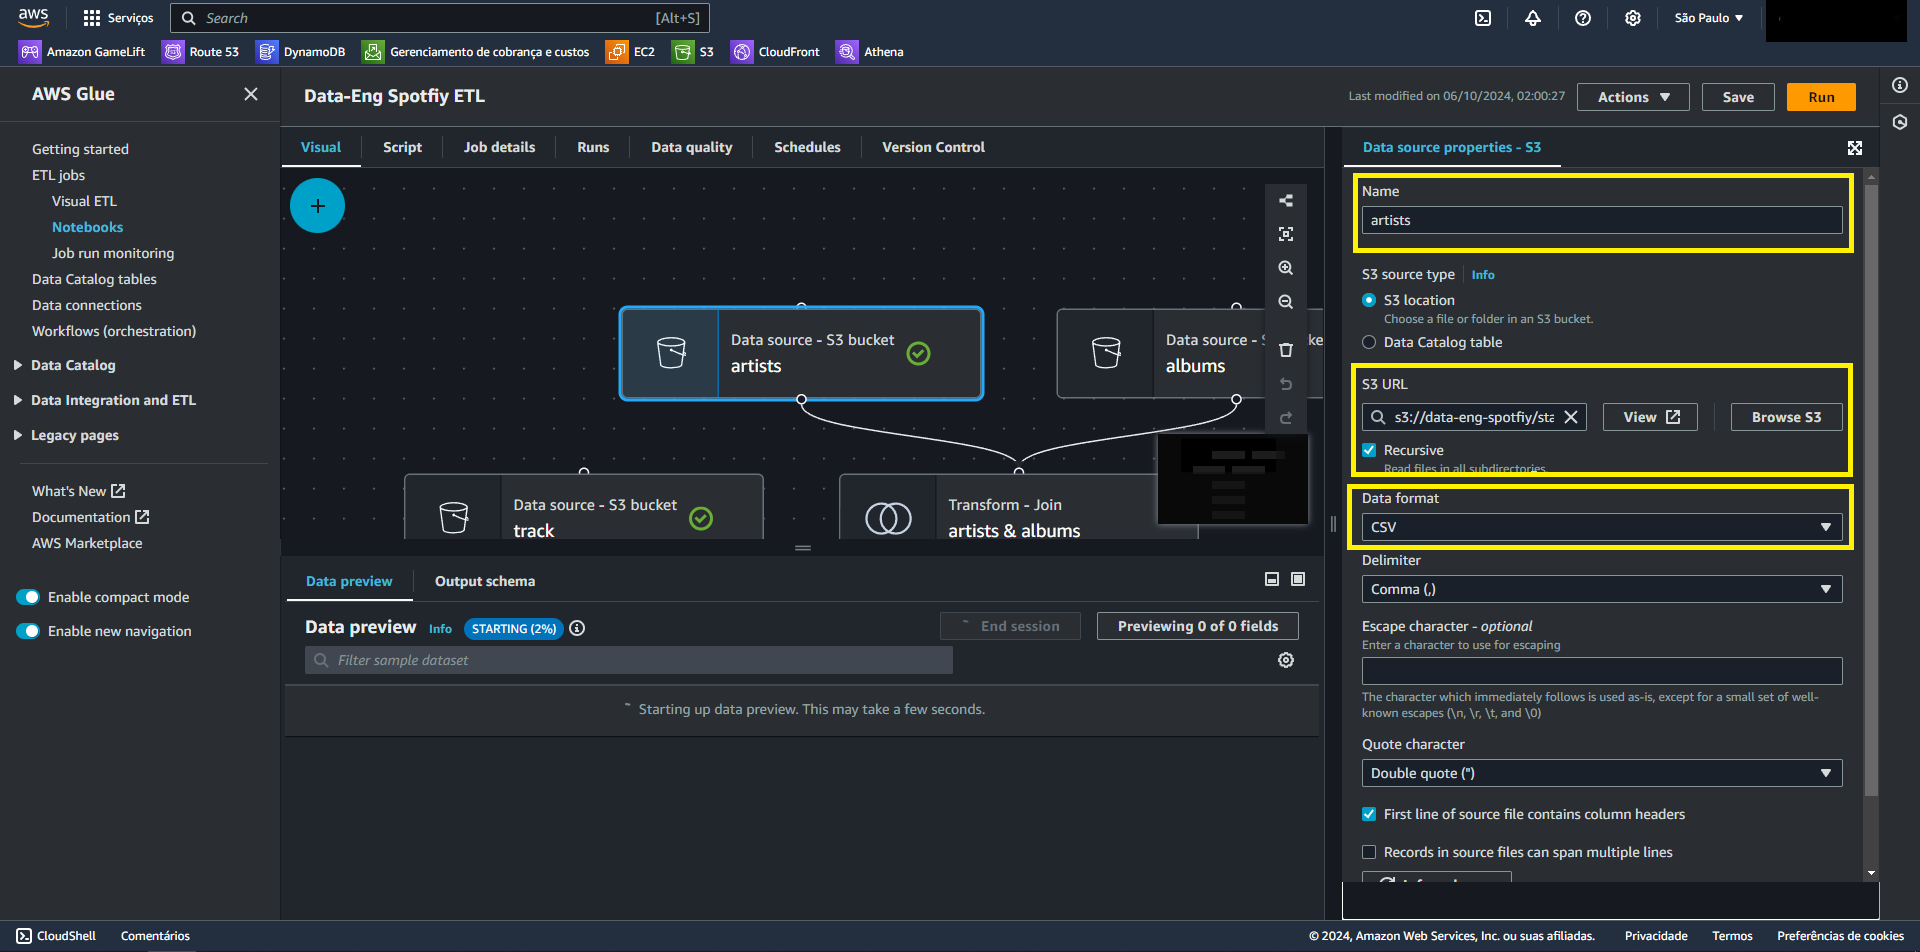 aws
Serviços
Search [Alt+S]
São Paulo
Amazon GameLift Route 53 DynamoDB Gerenciamento de cobrança e custos EC2 S3 CloudFront Athena
AWS Glue
Getting started
ETL jobs
Visual ETL
Notebooks
Job run monitoring
Data Catalog tables
Data connections
Workflows (orchestration)
Data Catalog
Data Integration and ETL
Legacy pages
What's New
Documentation
AWS Marketplace
Enable compact mode
Enable new navigation
Data-Eng Spotfiy ETL
Last modified on 06/10/2024, 02:00:27
Actions
Save
Run
Visual Script Job details Runs Data quality Schedules Version Control
Data source - S3 bucket
artists
Data source - S
albums
Data source - S3 bucket
track
Transform - Join
artists & albums
Data preview Output schema
Data preview Info STARTING (2%)
End session
Previewing 0 of 0 fields
Filter sample dataset
Starting up data preview. This may take a few seconds.
Data source properties - S3
Name
artists
S3 source type Info
S3 location
Choose a file or folder in an S3 bucket.
Data Catalog table
S3 URL
s3://data-eng-spotfiy/sta
View
Browse S3
Recursive
Read files in all subdirectories.
Data format
CSV
Delimiter
Comma (,)
Escape character - optional
Enter a character to use for escaping
The character which immediately follows is used as-is, except for a small set of well-
known escapes (\n, \r, \t, and \0)
Quote character
Double quote (")
First line of source file contains column headers
Records in source files can span multiple lines
CloudShell Comentários
© 2024, Amazon Web Services, Inc. ou suas afiliadas. Privacidade Termos Preferências de cookies